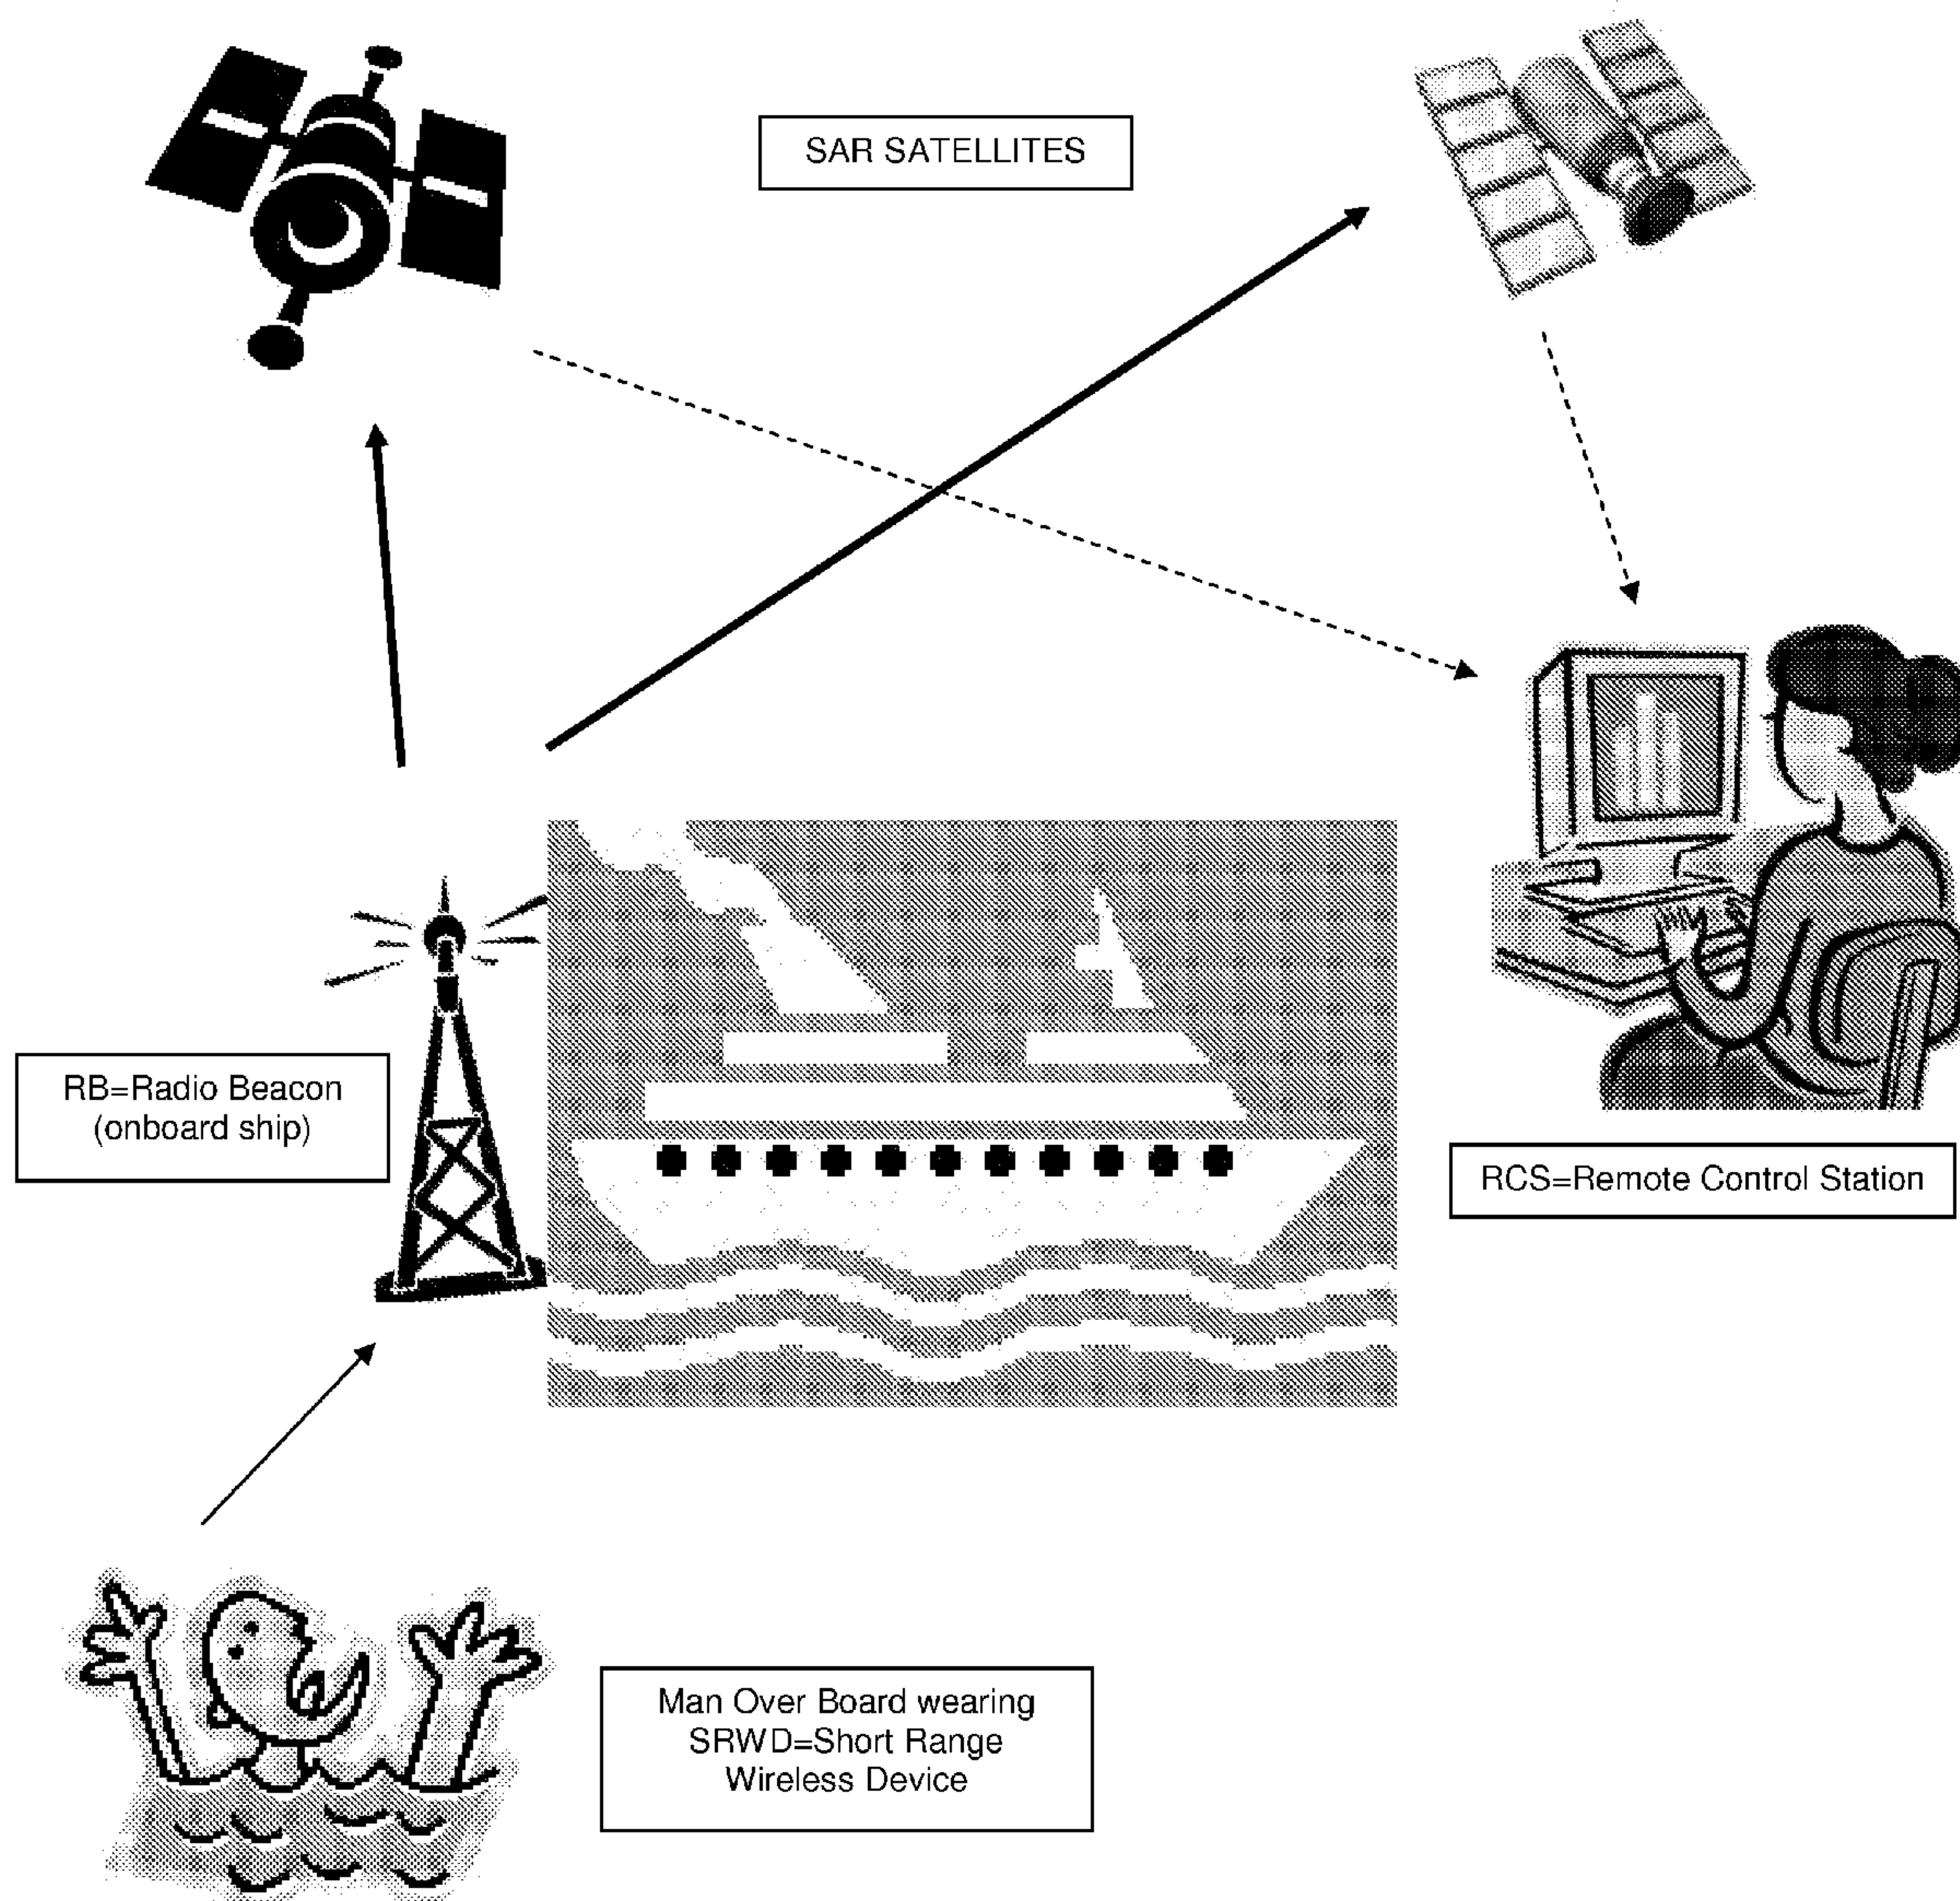 SAR SATELLITES
RB=Radio Beacon
(onboard ship)
RCS=Remote Control Station
Man Over Board wearing
SRWD=Short Range
Wireless Device